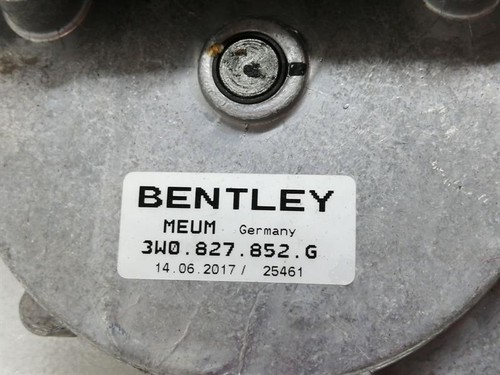 BENTLEY
MEUM Germany
3W0.827.852.G
14.06.2017/ 25461